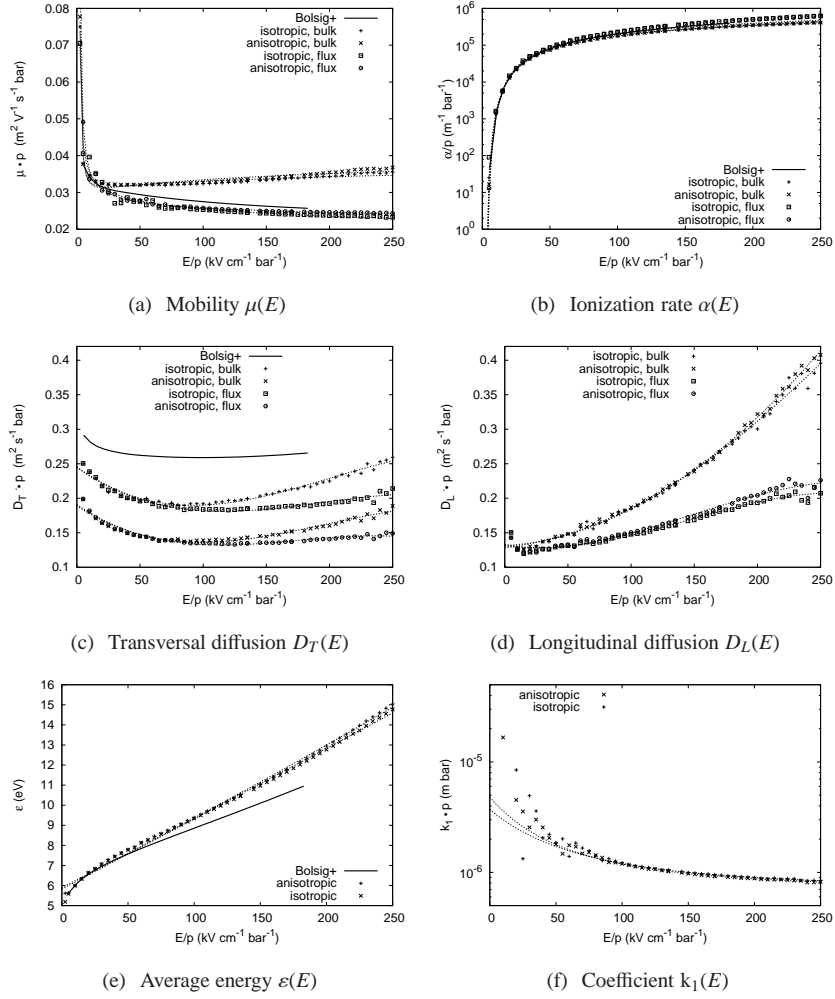 0.08
0.07
0.06
0.05
0.04
0.03
0.02
0 50 100 150 200 250
μ • p (m² V⁻¹ s⁻¹ bar)
E/p (kV cm⁻¹ bar⁻¹)
Bolsig+
isotropic, bulk
anisotropic, bulk
isotropic, flux
anisotropic, flux
(a) Mobility μ(E)
10⁶
10⁵
10⁴
10³
10²
10¹
10⁰
0 50 100 150 200 250
α/p (m⁻¹ bar⁻¹)
E/p (kV cm⁻¹ bar⁻¹)
Bolsig+
isotropic, bulk
anisotropic, bulk
isotropic, flux
anisotropic, flux
(b) Ionization rate α(E)
0.4
0.35
0.3
0.25
0.2
0.15
0.1
0 50 100 150 200 250
D_T • p (m² s⁻¹ bar)
E/p (kV cm⁻¹ bar⁻¹)
Bolsig+
isotropic, bulk
anisotropic, bulk
isotropic, flux
anisotropic, flux
(c) Transversal diffusion D_T(E)
0.4
0.35
0.3
0.25
0.2
0.15
0.1
0 50 100 150 200 250
D_L • p (m² s⁻¹ bar)
E/p (kV cm⁻¹ bar⁻¹)
isotropic, bulk
anisotropic, bulk
isotropic, flux
anisotropic, flux
(d) Longitudinal diffusion D_L(E)
16
15
14
13
12
11
10
9
8
7
6
5
0 50 100 150 200 250
ε (eV)
E/p (kV cm⁻¹ bar⁻¹)
Bolsig+
anisotropic
isotropic
(e) Average energy ε(E)
10⁻⁵
10⁻⁶
0 50 100 150 200 250
k₁ • p (m bar)
E/p (kV cm⁻¹ bar⁻¹)
anisotropic
isotropic
(f) Coefficient k₁(E)